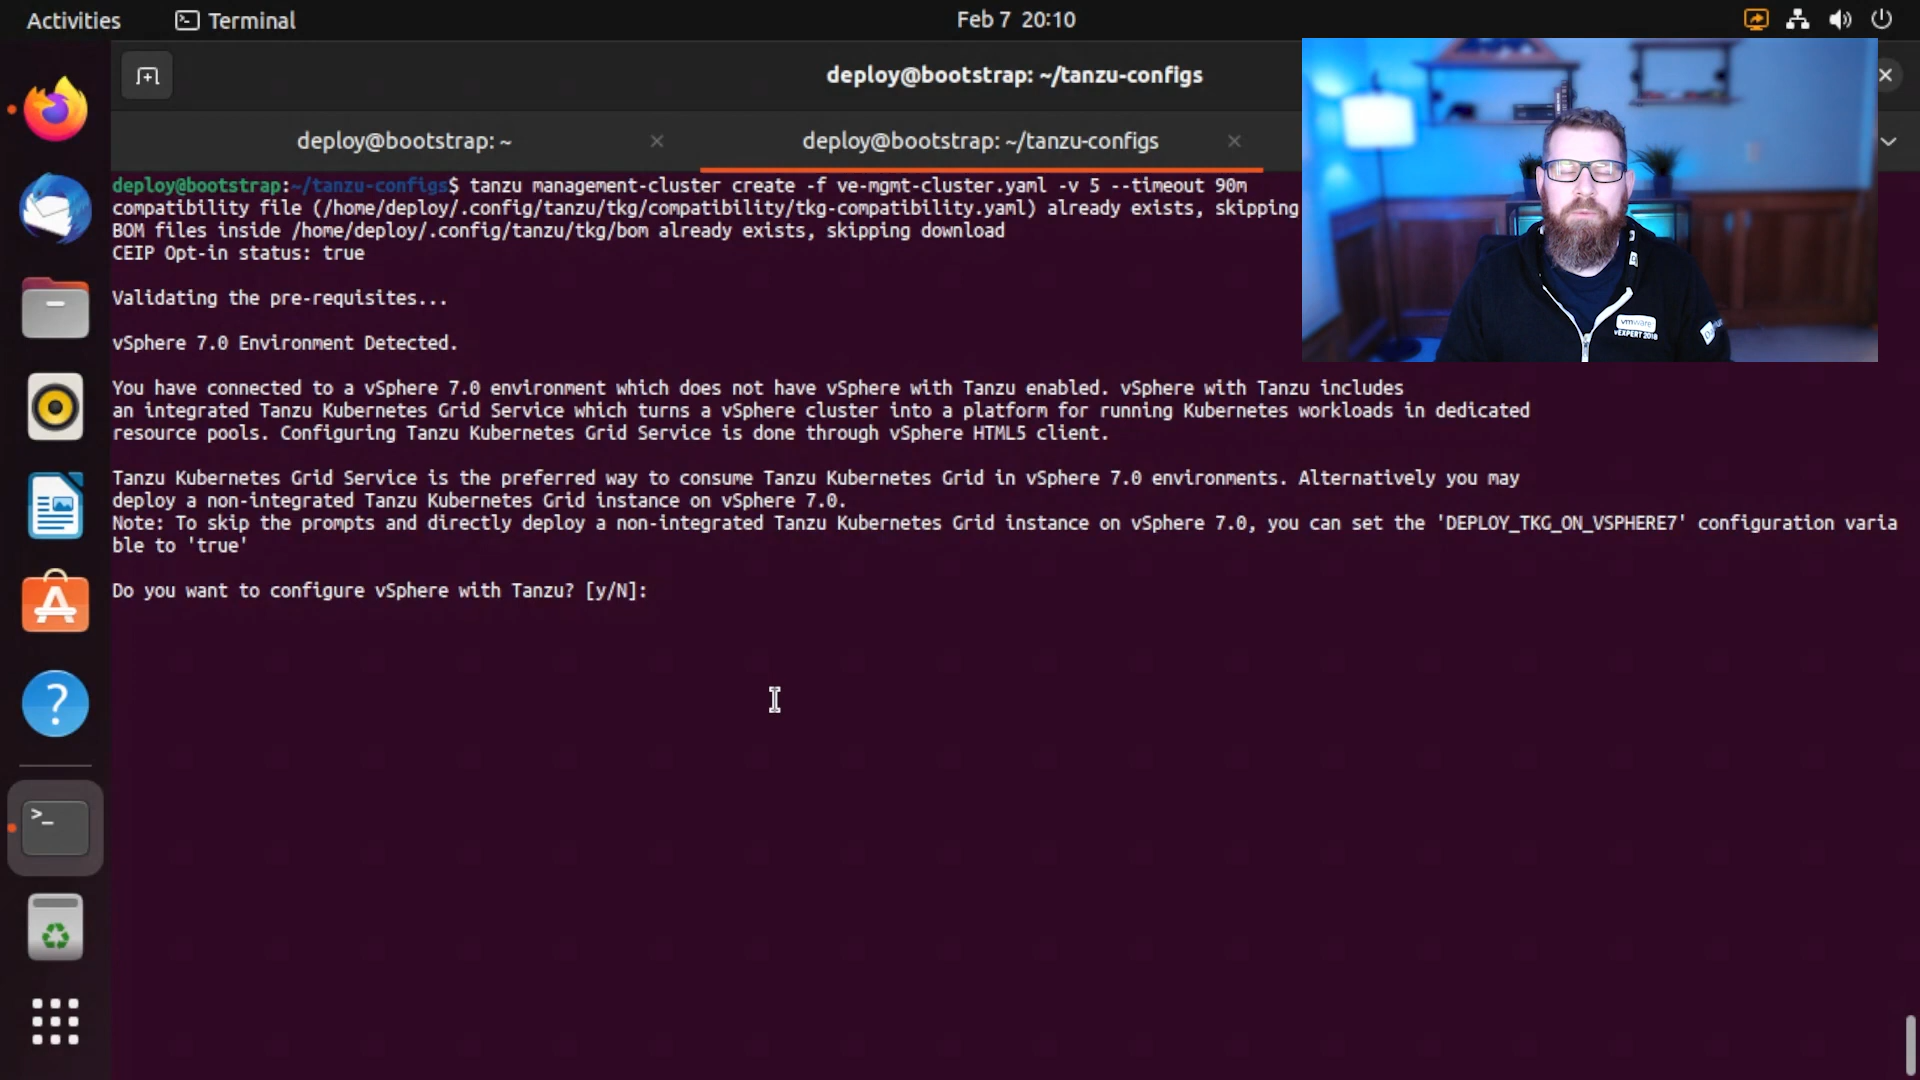 Activities
Terminal
Feb 7 20:10
deploy@bootstrap: ~/tanzu-configs
deploy@bootstrap: ~
deploy@bootstrap: ~/tanzu-configs
deploy@bootstrap:~/tanzu-configs$ tanzu management-cluster create -f ve-mgmt-cluster.yaml -v 5 --timeout 90m
compatibility file (/home/deploy/.config/tanzu/tkg/compatibility/tkg-compatibility.yaml) already exists, skipping
BOM files inside /home/deploy/.config/tanzu/tkg/bom already exists, skipping download
CEIP Opt-in status: true
Validating the pre-requisites...
vSphere 7.0 Environment Detected.
You have connected to a vSphere 7.0 environment which does not have vSphere with Tanzu enabled. vSphere with Tanzu includes
an integrated Tanzu Kubernetes Grid Service which turns a vSphere cluster into a platform for running Kubernetes workloads in dedicated
resource pools. Configuring Tanzu Kubernetes Grid Service is done through vSphere HTML5 client.
Tanzu Kubernetes Grid Service is the preferred way to consume Tanzu Kubernetes Grid in vSphere 7.0 environments. Alternatively you may
deploy a non-integrated Tanzu Kubernetes Grid instance on vSphere 7.0.
Note: To skip the prompts and directly deploy a non-integrated Tanzu Kubernetes Grid instance on vSphere 7.0, you can set the 'DEPLOY_TKG_ON_VSPHERE7' configuration varia
ble to 'true'
Do you want to configure vSphere with Tanzu? [y/N]:
vmware
vEXPERT 2018